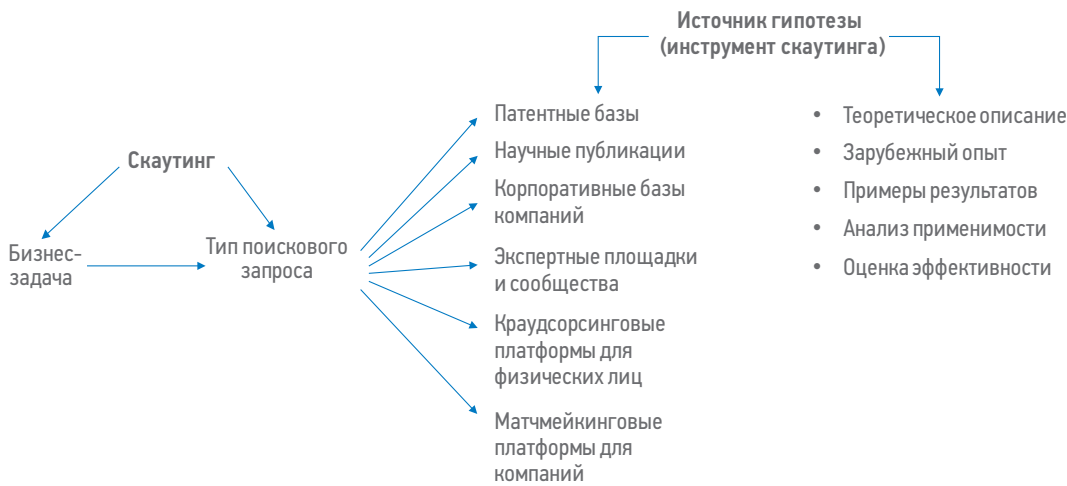 Источник гипотезы
(инструмент скаутинга)
Скаутинг
Бизнес-
задача
Тип поискового
запроса
Патентные базы
Научные публикации
Корпоративные базы
компаний
Экспертные площадки
и сообщества
Краудсорсинговые
платформы для
физических лиц
Матчмейкинговые
платформы для
компаний
• Теоретическое описание
• Зарубежный опыт
• Примеры результатов
• Анализ применимости
• Оценка эффективности